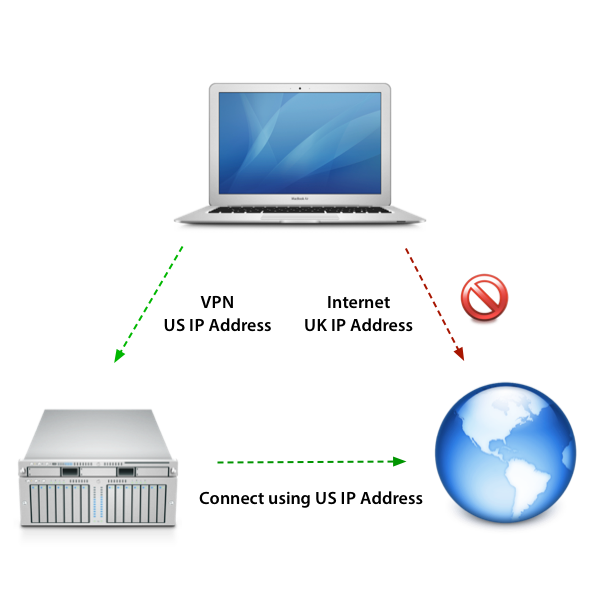 VPN
US IP Address
Internet
UK IP Address
Connect using US IP Address